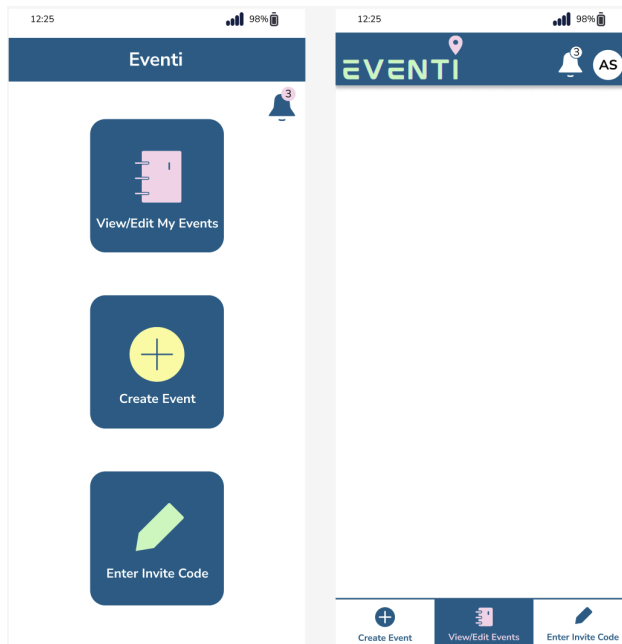 12:25 98%
Eventi
3
View/Edit My Events
Create Event
Enter Invite Code
12:25 98%
EVENTI
3
AS
Create Event
View/Edit Events
Enter Invite Code